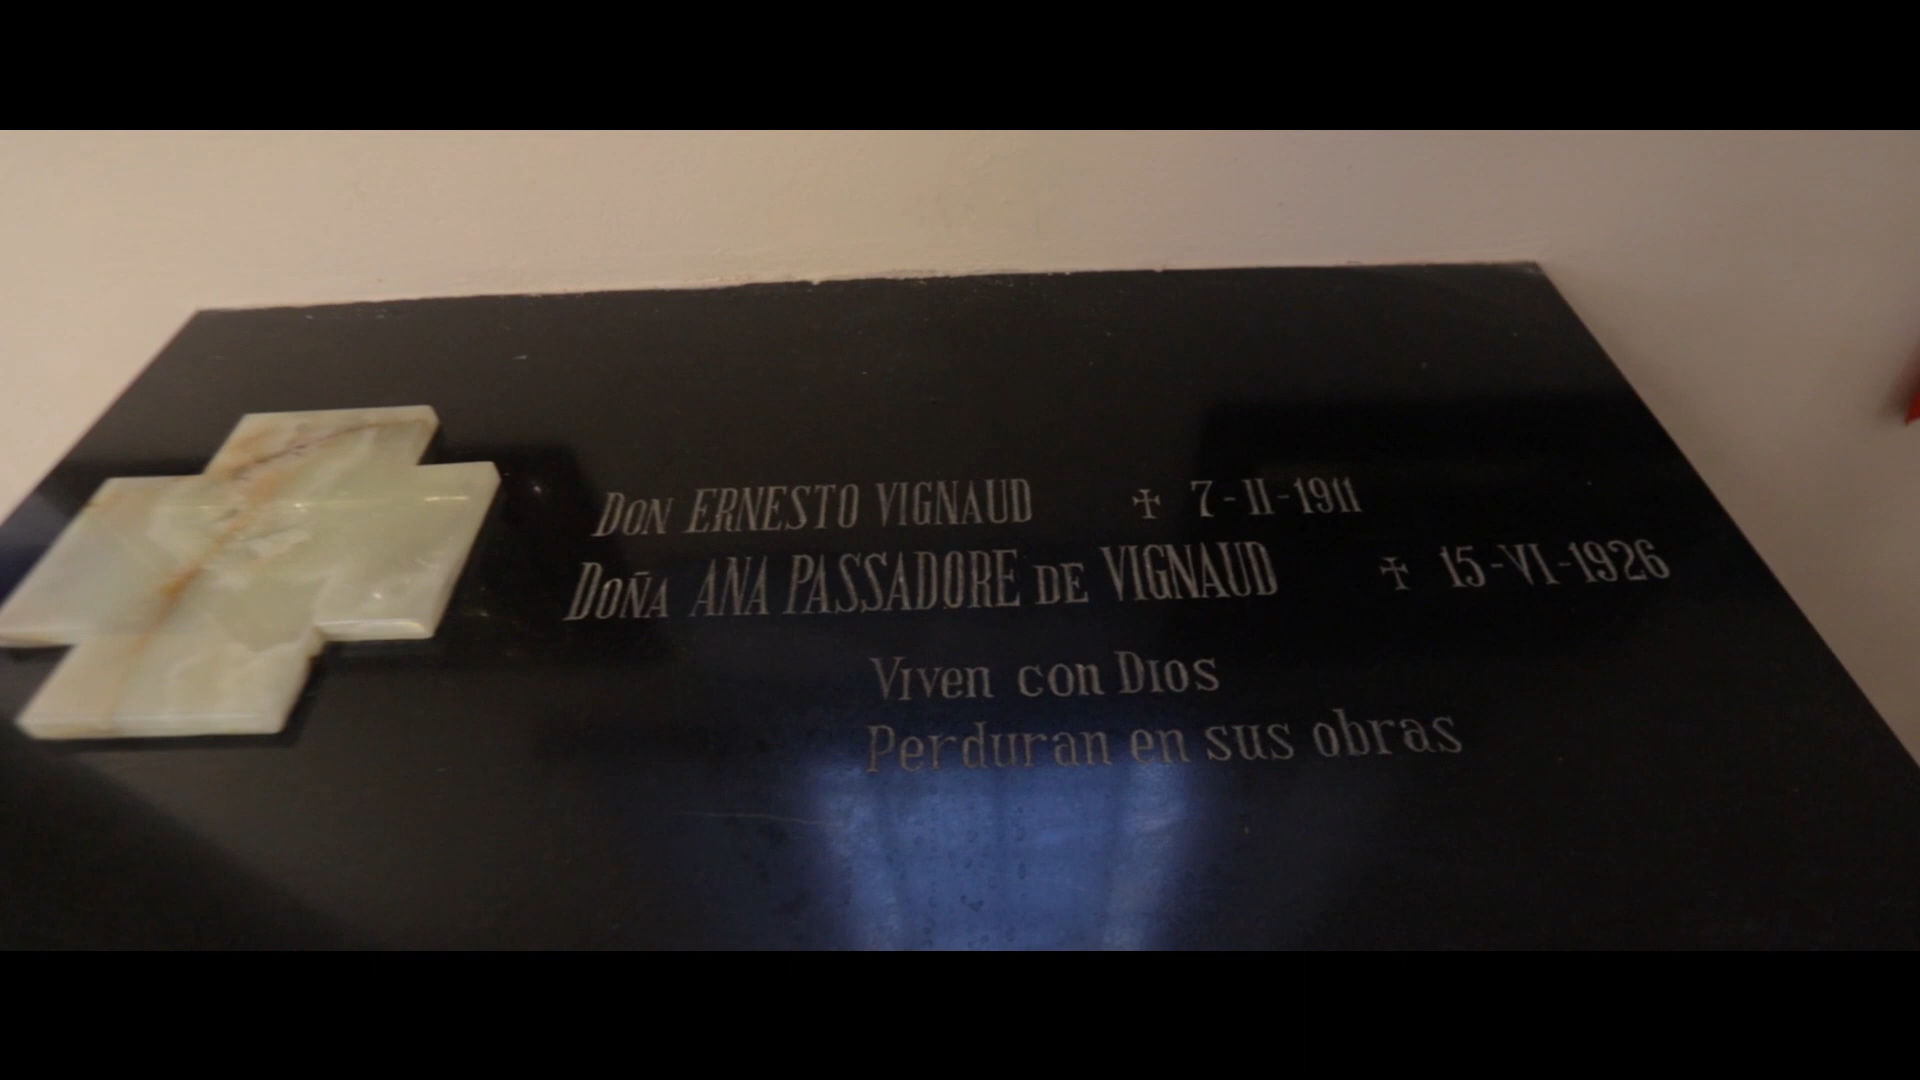 DON ERNESTO VIGNAUD ✝ 7-II-1911
DOÑA ANA PASSADORE DE VIGNAUD ✝ 15-VI-1926
Viven con Dios
Perduran en sus obras